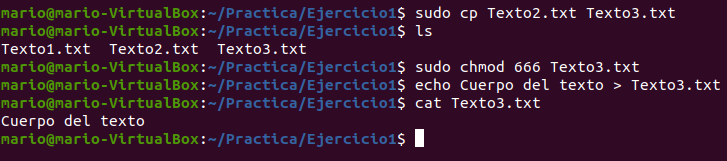 mario@mario-VirtualBox:~/Practica/Ejercicio1$ sudo cp Texto2.txt Texto3.txt
mario@mario-VirtualBox:~/Practica/Ejercicio1$ ls
Texto1.txt  Texto2.txt  Texto3.txt
mario@mario-VirtualBox:~/Practica/Ejercicio1$ sudo chmod 666 Texto3.txt
mario@mario-VirtualBox:~/Practica/Ejercicio1$ echo Cuerpo del texto > Texto3.txt
mario@mario-VirtualBox:~/Practica/Ejercicio1$ cat Texto3.txt
Cuerpo del texto
mario@mario-VirtualBox:~/Practica/Ejercicio1$